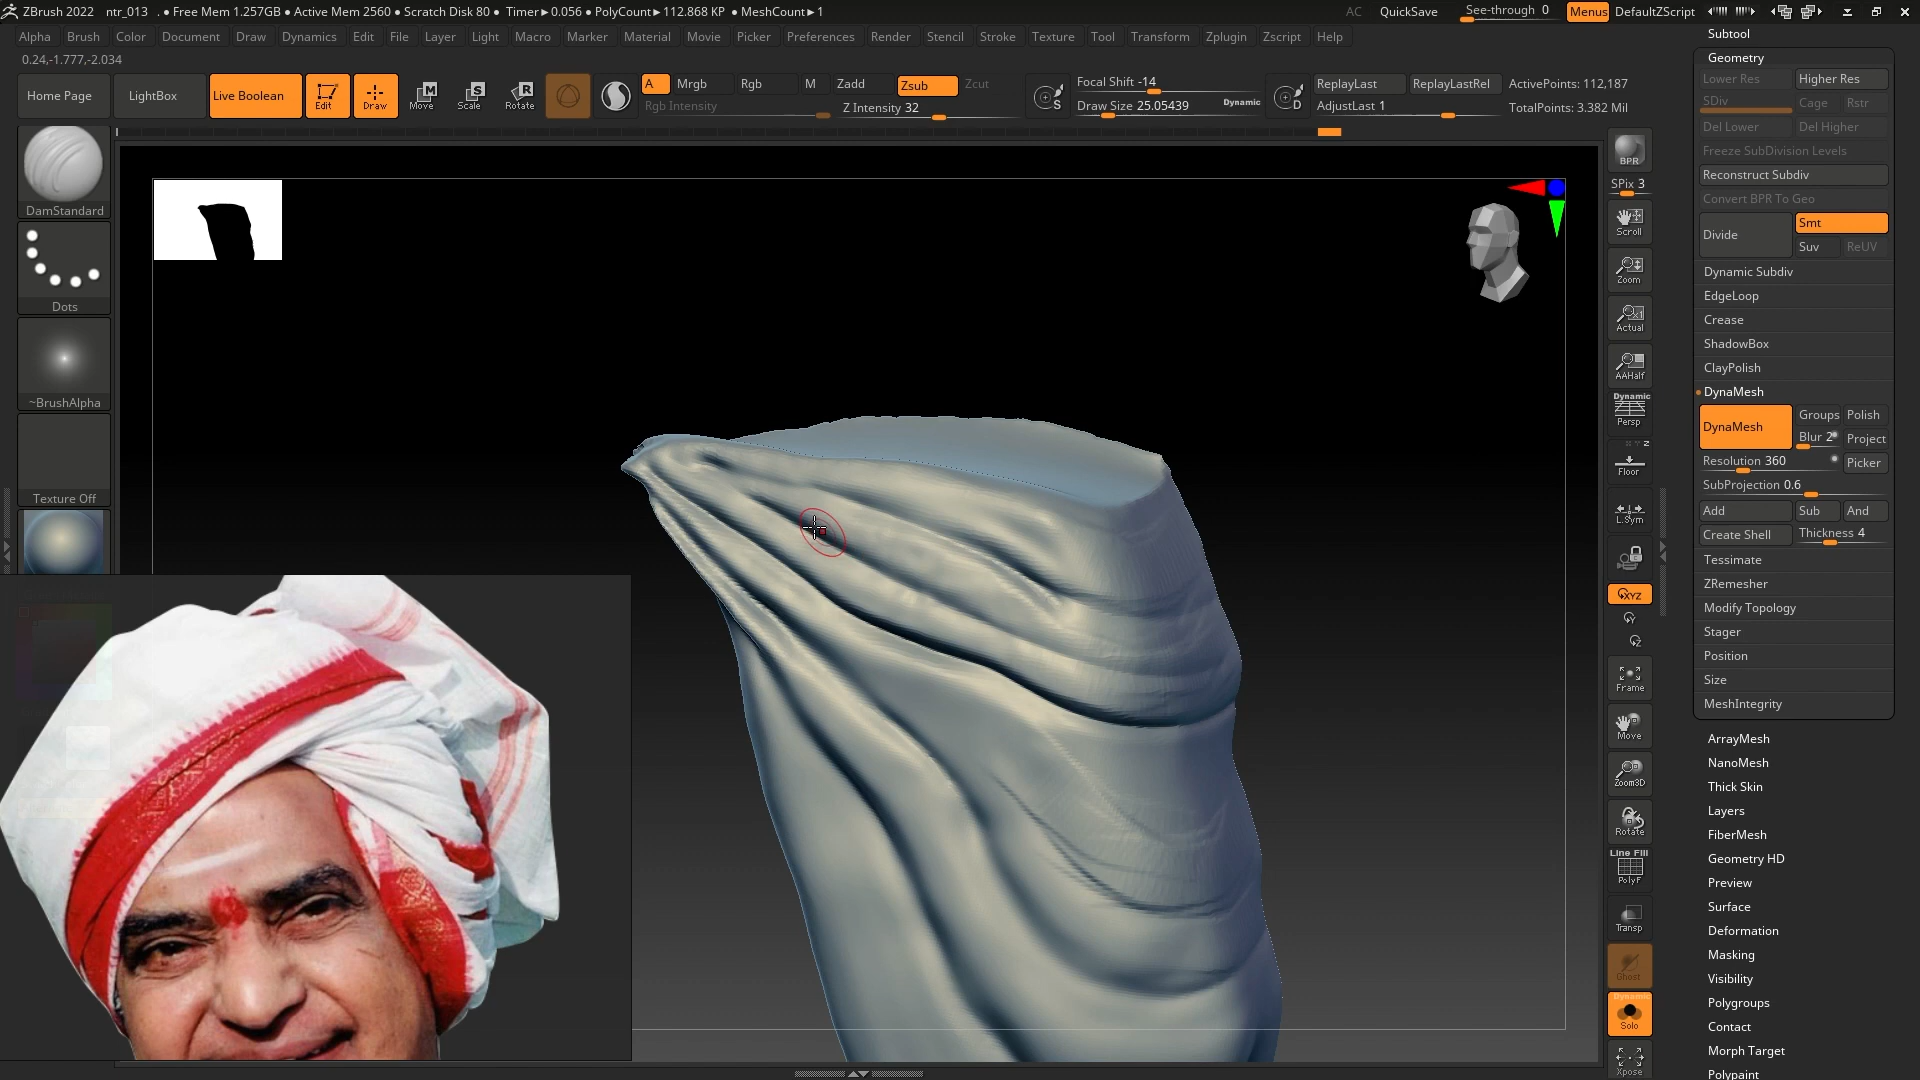 ZBrush 2022 ntr_013 . ● Free Mem 1.257GB ● Active Mem 2560 ● Scratch Disk 80 ● Timer►0.056 ● PolyCount►112.868 KP ● MeshCount►1 AC QuickSave See-through 0 Menus DefaultZScript
Alpha Brush Color Document Draw Dynamics Edit File Layer Light Macro Marker Material Movie Picker Preferences Render Stencil Stroke Texture Tool Transform Zplugin Zscript Help
0.24,-1.777,-2.034
Home Page LightBox Live Boolean Edit Draw Move Scale Rotate
A Mrgb Rgb M Zadd Zsub Zcut
Rgb Intensity Z Intensity 32
Focal Shift -14
Draw Size 25.05439 Dynamic
S
D
ReplayLast ReplayLastRel
AdjustLast 1
ActivePoints: 112,187
TotalPoints: 3.382 Mil
DamStandard
Dots
~BrushAlpha
Texture Off
BPR
SPix 3
Scroll
Zoom
Actual
AAHalf
Dynamic
Persp
Floor
L.Sym
XYZ
Frame
Move
Zoom3D
Rotate
Line Fill
PolyF
Transp
Ghost
Dynamic
Solo
Xpose
Subtool
Geometry
Lower Res Higher Res
SDiv Cage Rstr
Del Lower Del Higher
Freeze SubDivision Levels
Reconstruct Subdiv
Convert BPR To Geo
Divide Smt
Suv ReUV
Dynamic Subdiv
EdgeLoop
Crease
ShadowBox
ClayPolish
DynaMesh
DynaMesh Groups Polish
Blur 2 Project
Resolution 360 Picker
SubProjection 0.6
Add Sub And
Create Shell Thickness 4
Tessimate
ZRemesher
Modify Topology
Stager
Position
Size
MeshIntegrity
ArrayMesh
NanoMesh
Thick Skin
Layers
FiberMesh
Geometry HD
Preview
Surface
Deformation
Masking
Visibility
Polygroups
Contact
Morph Target
Polypaint